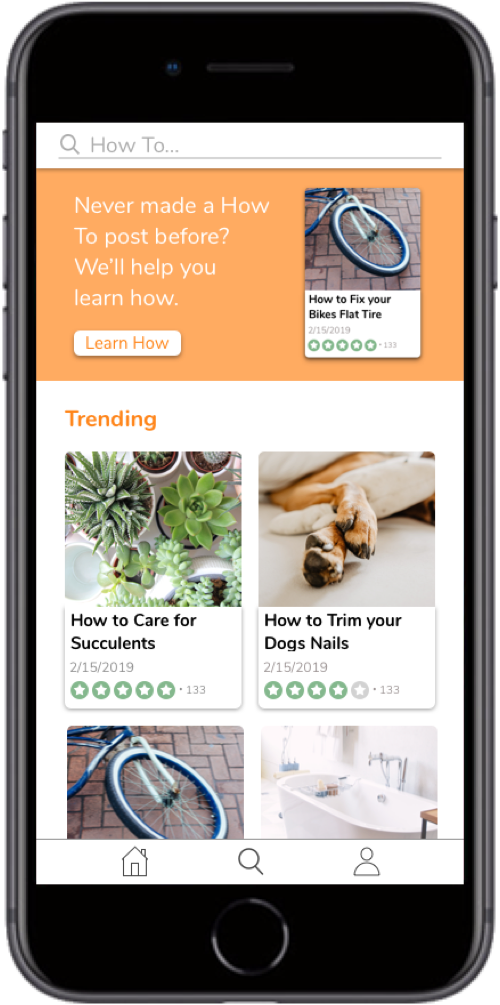 How To...
Never made a How
To post before?
We'll help you
learn how.
Learn How
How to Fix your
Bikes Flat Tire
2/15/2019
• 133
Trending
How to Care for
Succulents
2/15/2019
• 133
How to Trim your
Dogs Nails
2/15/2019
• 133